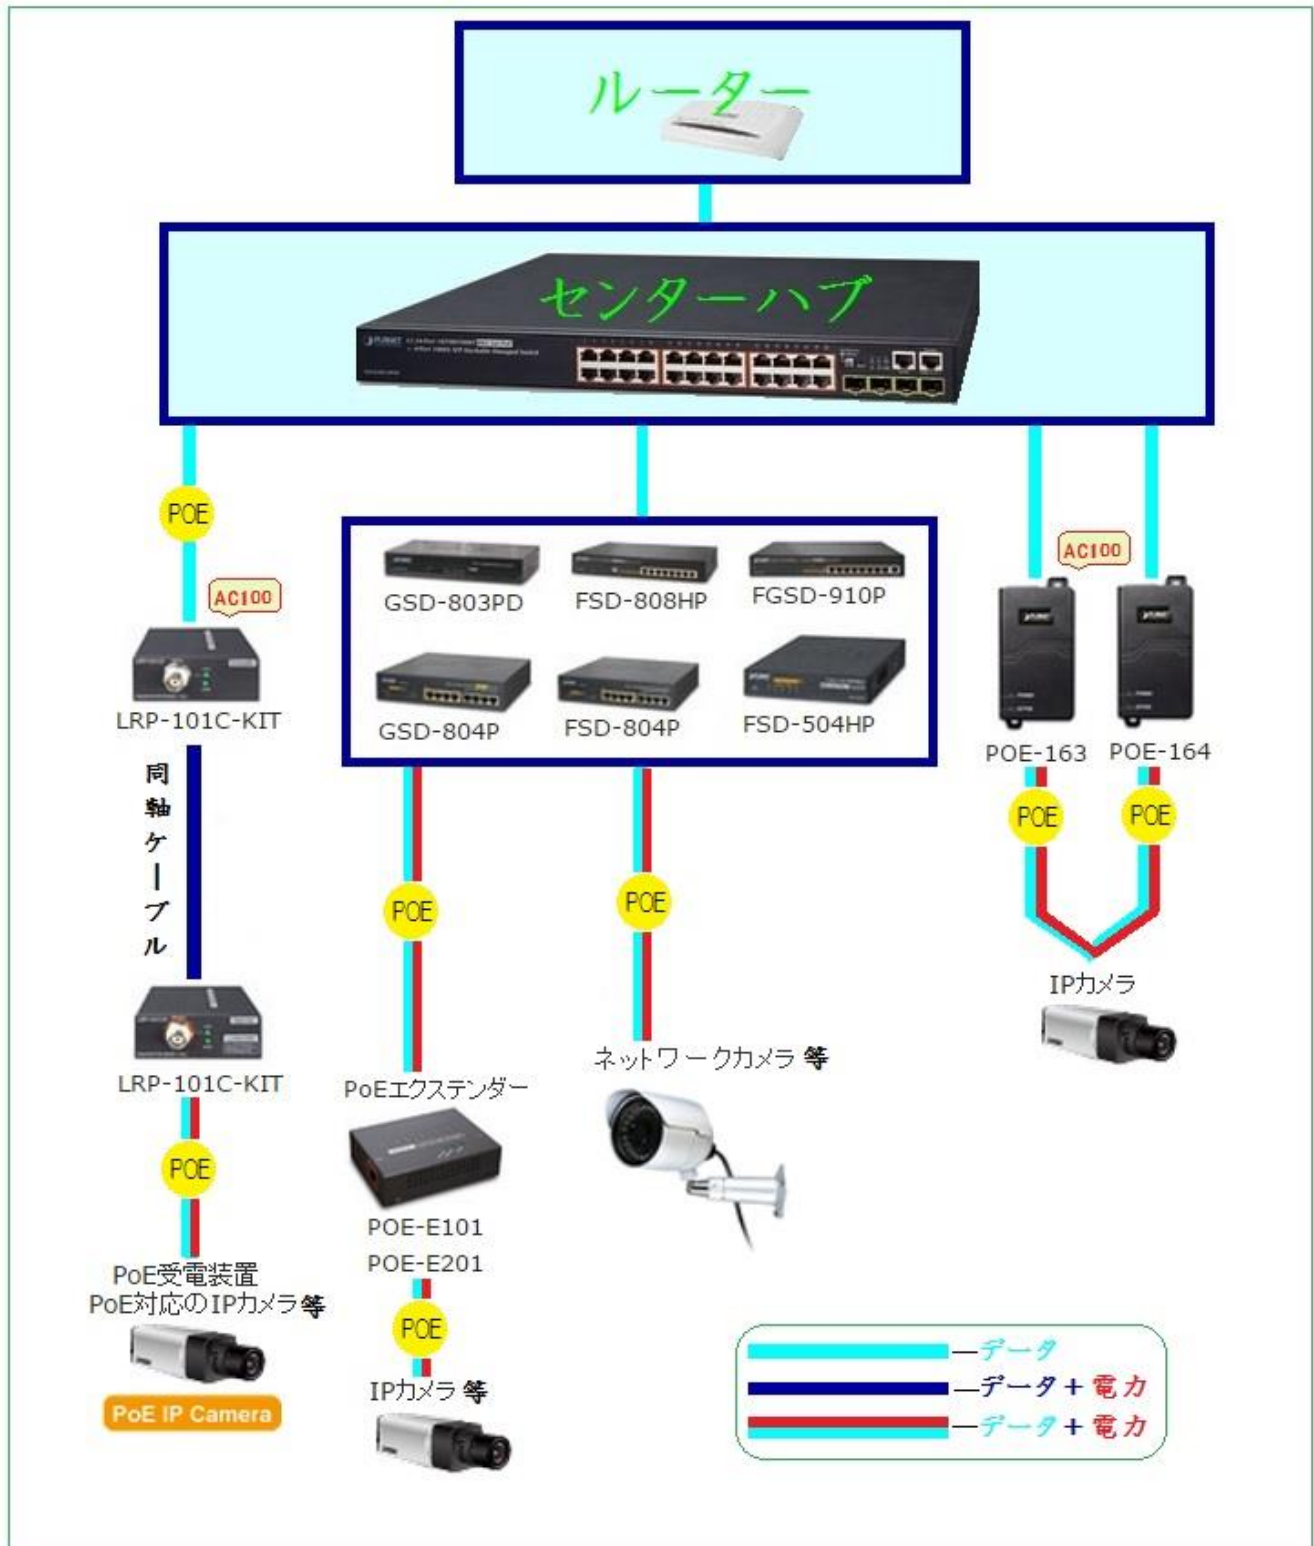 ルーター
センターハブ
PLANET
POE
AC100
LRP-101C-KIT
同軸ケーブル
LRP-101C-KIT
POE
PoE受電装置
PoE対応のIPカメラ等
PoE IP Camera
GSD-803PD
FSD-808HP
FGSD-910P
GSD-804P
FSD-804P
FSD-504HP
POE
PoEエクステンダー
POE-E101
POE-E201
POE
IPカメラ等
POE
ネットワークカメラ等
AC100
POE-163
POE-164
POE
POE
IPカメラ
—データ
—データ+電力
—データ+電力